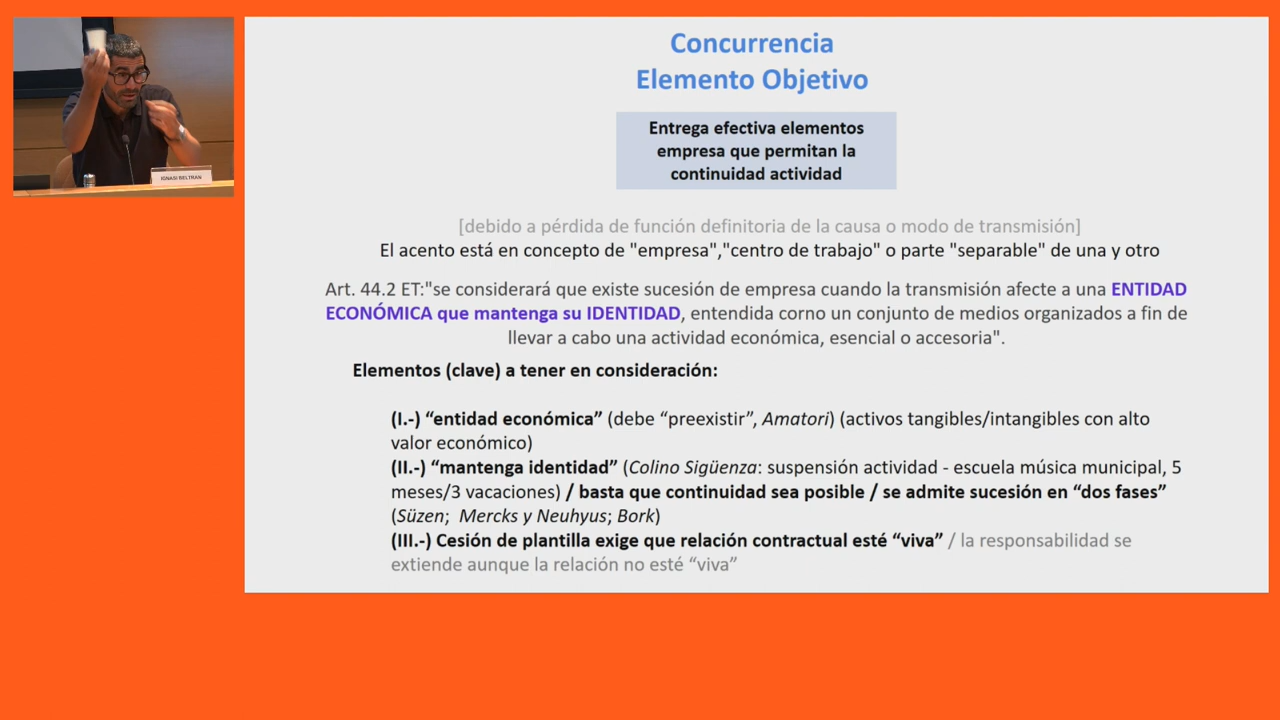 IGNASI BELTRAN
Concurrencia
Elemento Objetivo
Entrega efectiva elementos
empresa que permitan la
continuidad actividad
[debido a pérdida de función definitoria de la causa o modo de transmisión]
El acento está en concepto de "empresa","centro de trabajo" o parte "separable" de una y otro
Art. 44.2 ET:"se considerará que existe sucesión de empresa cuando la transmisión afecte a una ENTIDAD
ECONÓMICA que mantenga su IDENTIDAD, entendida corno un conjunto de medios organizados a fin de
llevar a cabo una actividad económica, esencial o accesoria".
Elementos (clave) a tener en consideración:
(I.-) “entidad económica” (debe “preexistir”, Amatori) (activos tangibles/intangibles con alto
valor económico)
(II.-) “mantenga identidad” (Colino Sigüenza: suspensión actividad - escuela música municipal, 5
meses/3 vacaciones) / basta que continuidad sea posible / se admite sucesión en “dos fases”
(Süzen; Mercks y Neuhyus; Bork)
(III.-) Cesión de plantilla exige que relación contractual esté “viva” / la responsabilidad se
extiende aunque la relación no esté “viva”